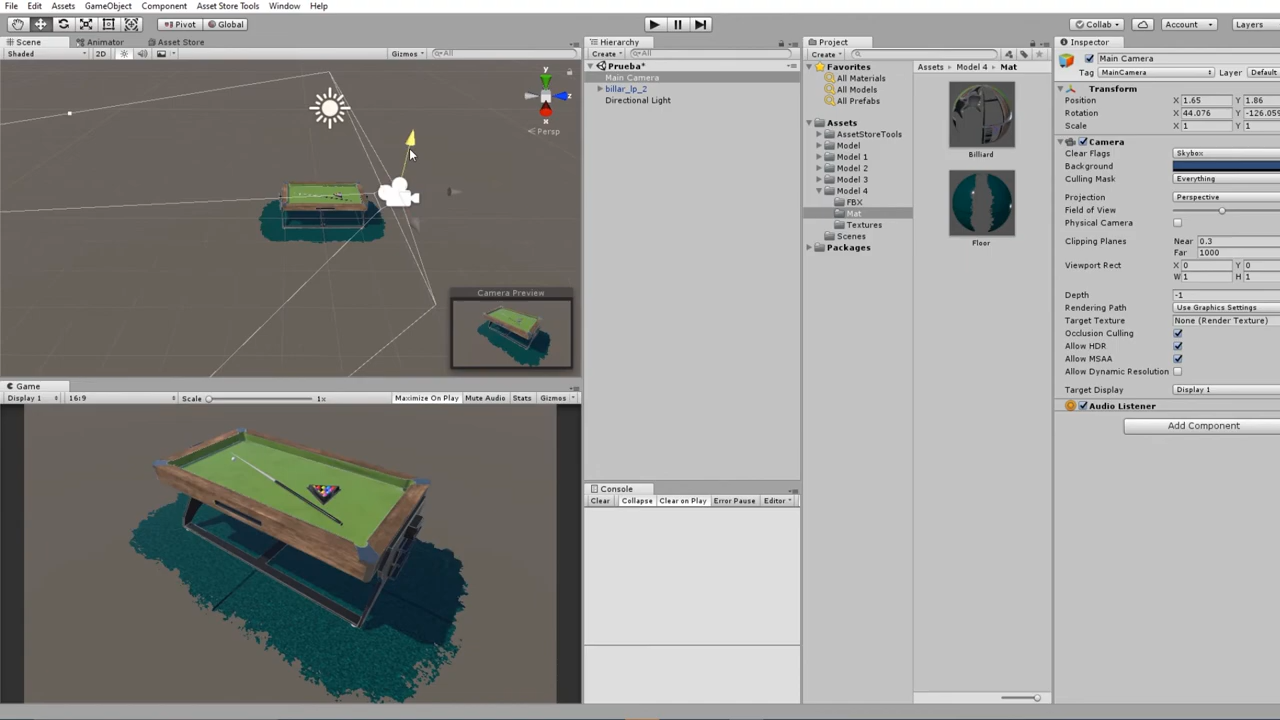 File Edit Assets GameObject Component Asset Store Tools Window Help
Pivot Global Collab Account Layers
Scene Animator Asset Store
Shaded 2D Gizmos All
y
z
x
Persp
Camera Preview
Game
Display 1 16:9 Scale 1x Maximize On Play Mute Audio Stats Gizmos
Hierarchy
Create All
Prueba*
Main Camera
billar_lp_2
Directional Light
Console
Clear Collapse Clear on Play Error Pause Editor
Project
Create
Favorites
All Materials
All Models
All Prefabs
Assets
AssetStoreTools
Model
Model 1
Model 2
Model 3
Model 4
FBX
Mat
Textures
Scenes
Packages
Assets Model 4 Mat
Billiard
Floor
Inspector
Main Camera
Tag MainCamera Layer Default
Transform
Position X 1.65 Y 1.86
Rotation X 44.076 Y -126.059
Scale X 1 Y 1
Camera
Clear Flags Skybox
Background
Culling Mask Everything
Projection Perspective
Field of View
Physical Camera
Clipping Planes Near 0.3
Far 1000
Viewport Rect X 0 Y 0
W 1 H 1
Depth -1
Rendering Path Use Graphics Settings
Target Texture None (Render Texture)
Occlusion Culling
Allow HDR
Allow MSAA
Allow Dynamic Resolution
Target Display Display 1
Audio Listener
Add Component